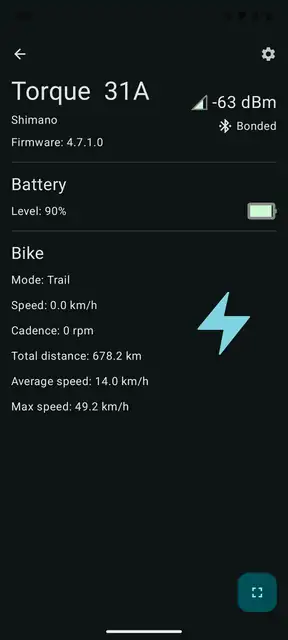 Torque 31A
-63 dBm
Shimano
Bonded
Firmware: 4.7.1.0
Battery
Level: 90%
Bike
Mode: Trail
Speed: 0.0 km/h
Cadence: 0 rpm
Total distance: 678.2 km
Average speed: 14.0 km/h
Max speed: 49.2 km/h